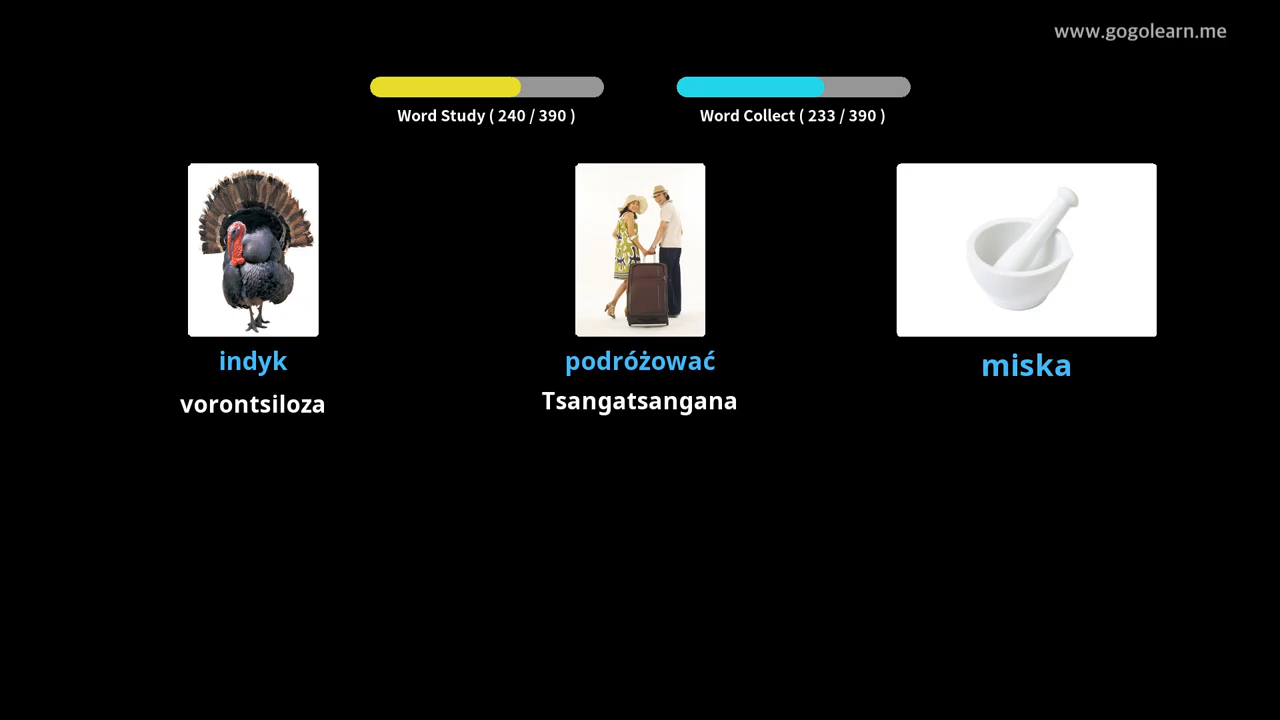 www.gogolearn.me
Word Study ( 240 / 390 )
Word Collect ( 233 / 390 )
indyk
podróżować
miska
vorontsiloza
Tsangatsangana